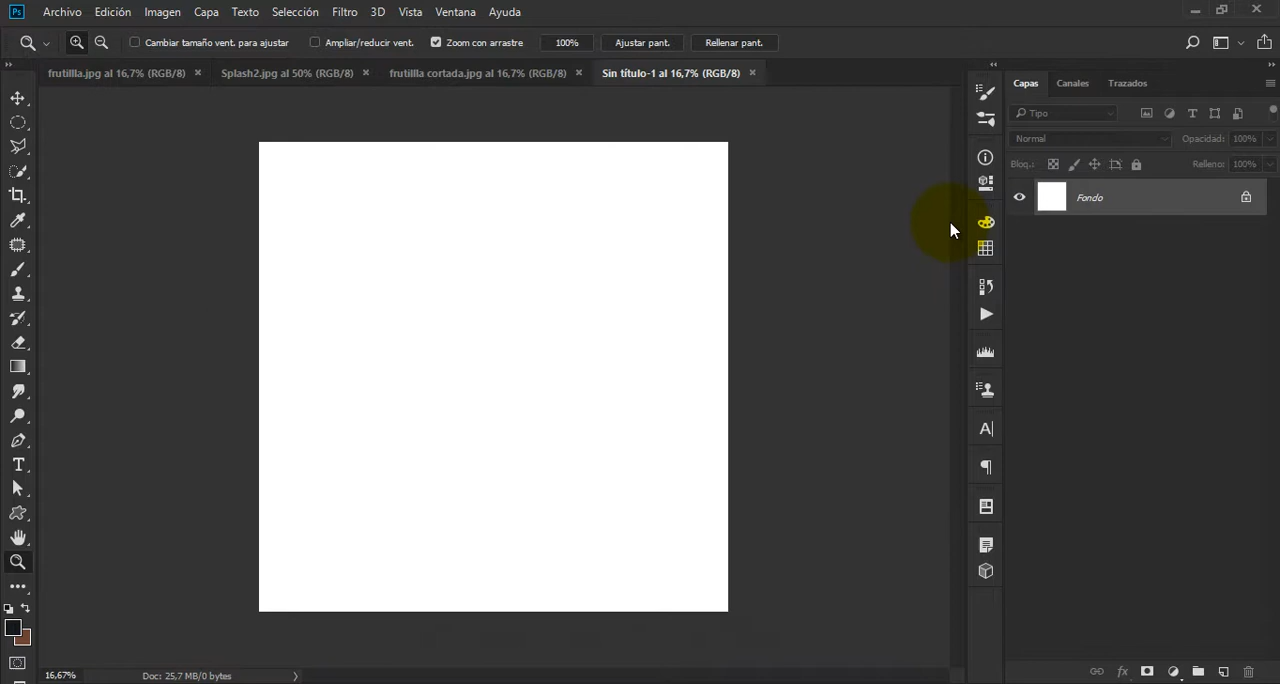 Ps Archivo Edición Imagen Capa Texto Selección Filtro 3D Vista Ventana Ayuda
Cambiar tamaño vent. para ajustar Ampliar/reducir vent. Zoom con arrastre 100% Ajustar pant. Rellenar pant.
frutillla.jpg al 16,7% (RGB/8) Splash2.jpg al 50% (RGB/8) frutillla cortada.jpg al 16,7% (RGB/8) Sin título-1 al 16,7% (RGB/8)
Capas Canales Trazados
Tipo
Normal Opacidad: 100%
Bloq.: Relleno: 100%
Fondo
16,67% Doc: 25,7 MB/0 bytes